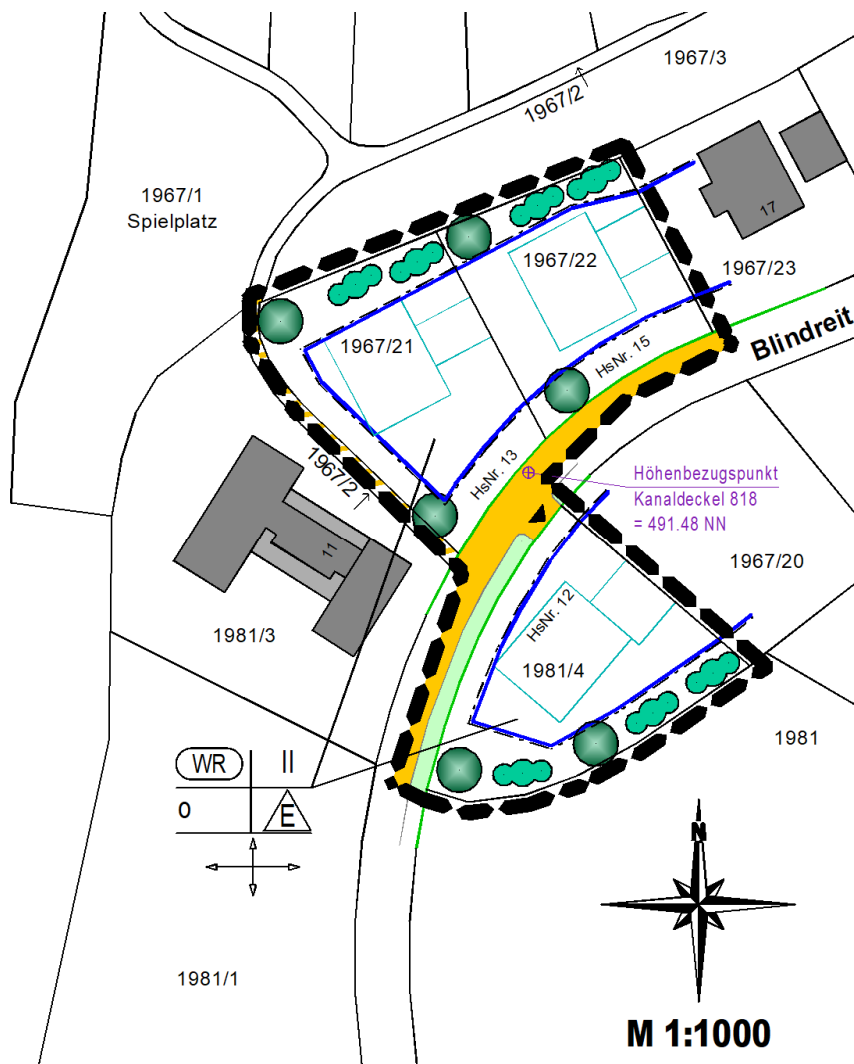 1967/3
1967/2
1967/1
Spielplatz
17
1967/22
1967/23
1967/21
HsNr. 15
Blindreit
HsNr. 13
1967/2
Höhenbezugspunkt
Kanaldeckel 818
= 491.48 NN
11
1967/20
HsNr. 12
1981/3
1981/4
1981
WR II
o E
N
1981/1
M 1:1000